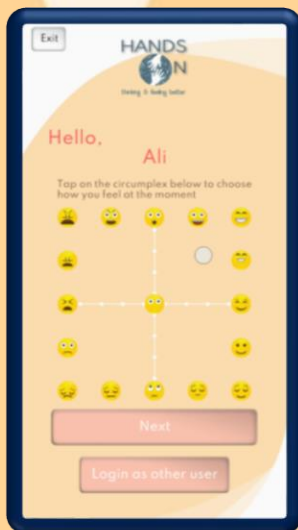 Exit
HANDS
ON
thinking & feeling better
Hello,
Ali
Tap on the circumplex below to choose
how you feel at the moment
Next
Login as other user